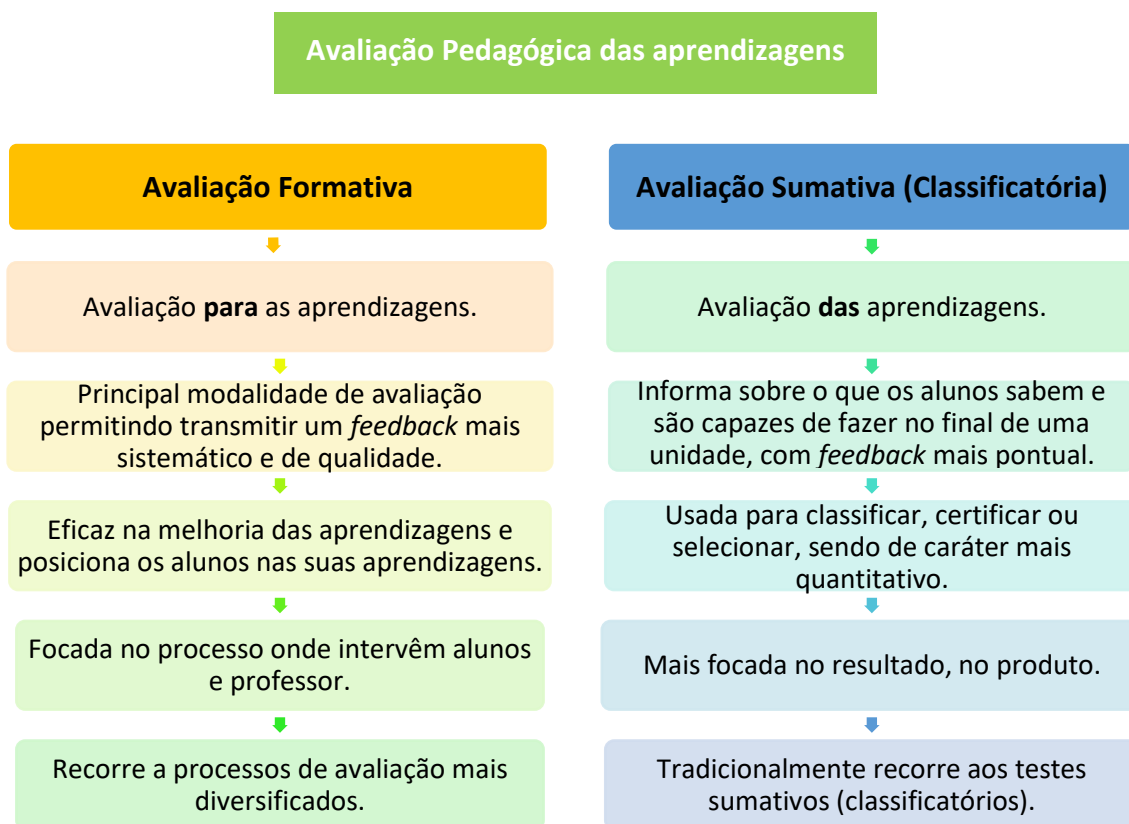 Avaliação Pedagógica das aprendizagens
Avaliação Formativa
Avaliação para as aprendizagens.
Principal modalidade de avaliação
permitindo transmitir um feedback mais
sistemático e de qualidade.
Eficaz na melhoria das aprendizagens e
posiciona os alunos nas suas aprendizagens.
Focada no processo onde intervêm alunos
e professor.
Recorre a processos de avaliação mais
diversificados.
Avaliação Sumativa (Classificatória)
Avaliação das aprendizagens.
Informa sobre o que os alunos sabem e
são capazes de fazer no final de uma
unidade, com feedback mais pontual.
Usada para classificar, certificar ou
selecionar, sendo de caráter mais
quantitativo.
Mais focada no resultado, no produto.
Tradicionalmente recorre aos testes
sumativos (classificatórios).